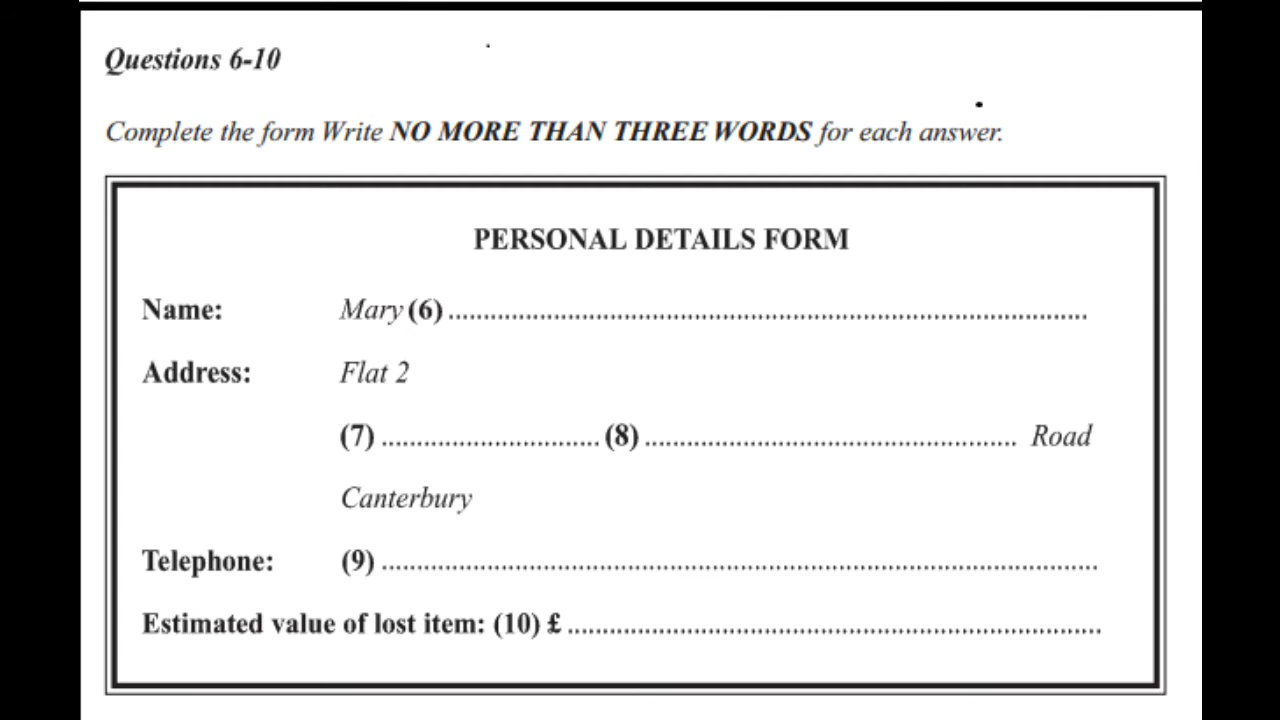 Questions 6-10
Complete the form Write NO MORE THAN THREE WORDS for each answer.
PERSONAL DETAILS FORM
Name: Mary (6) ..........................................................................................
Address: Flat 2
(7) ............................... (8) ..................................................... Road
Canterbury
Telephone: (9) .....................................................................................................
Estimated value of lost item: (10) £ ...........................................................................